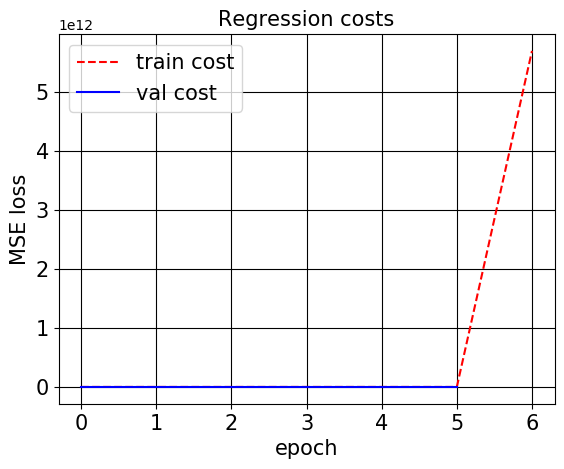 Regression costs
1e12
train cost
val cost
MSE loss
5
4
3
2
1
0
0 1 2 3 4 5 6
epoch